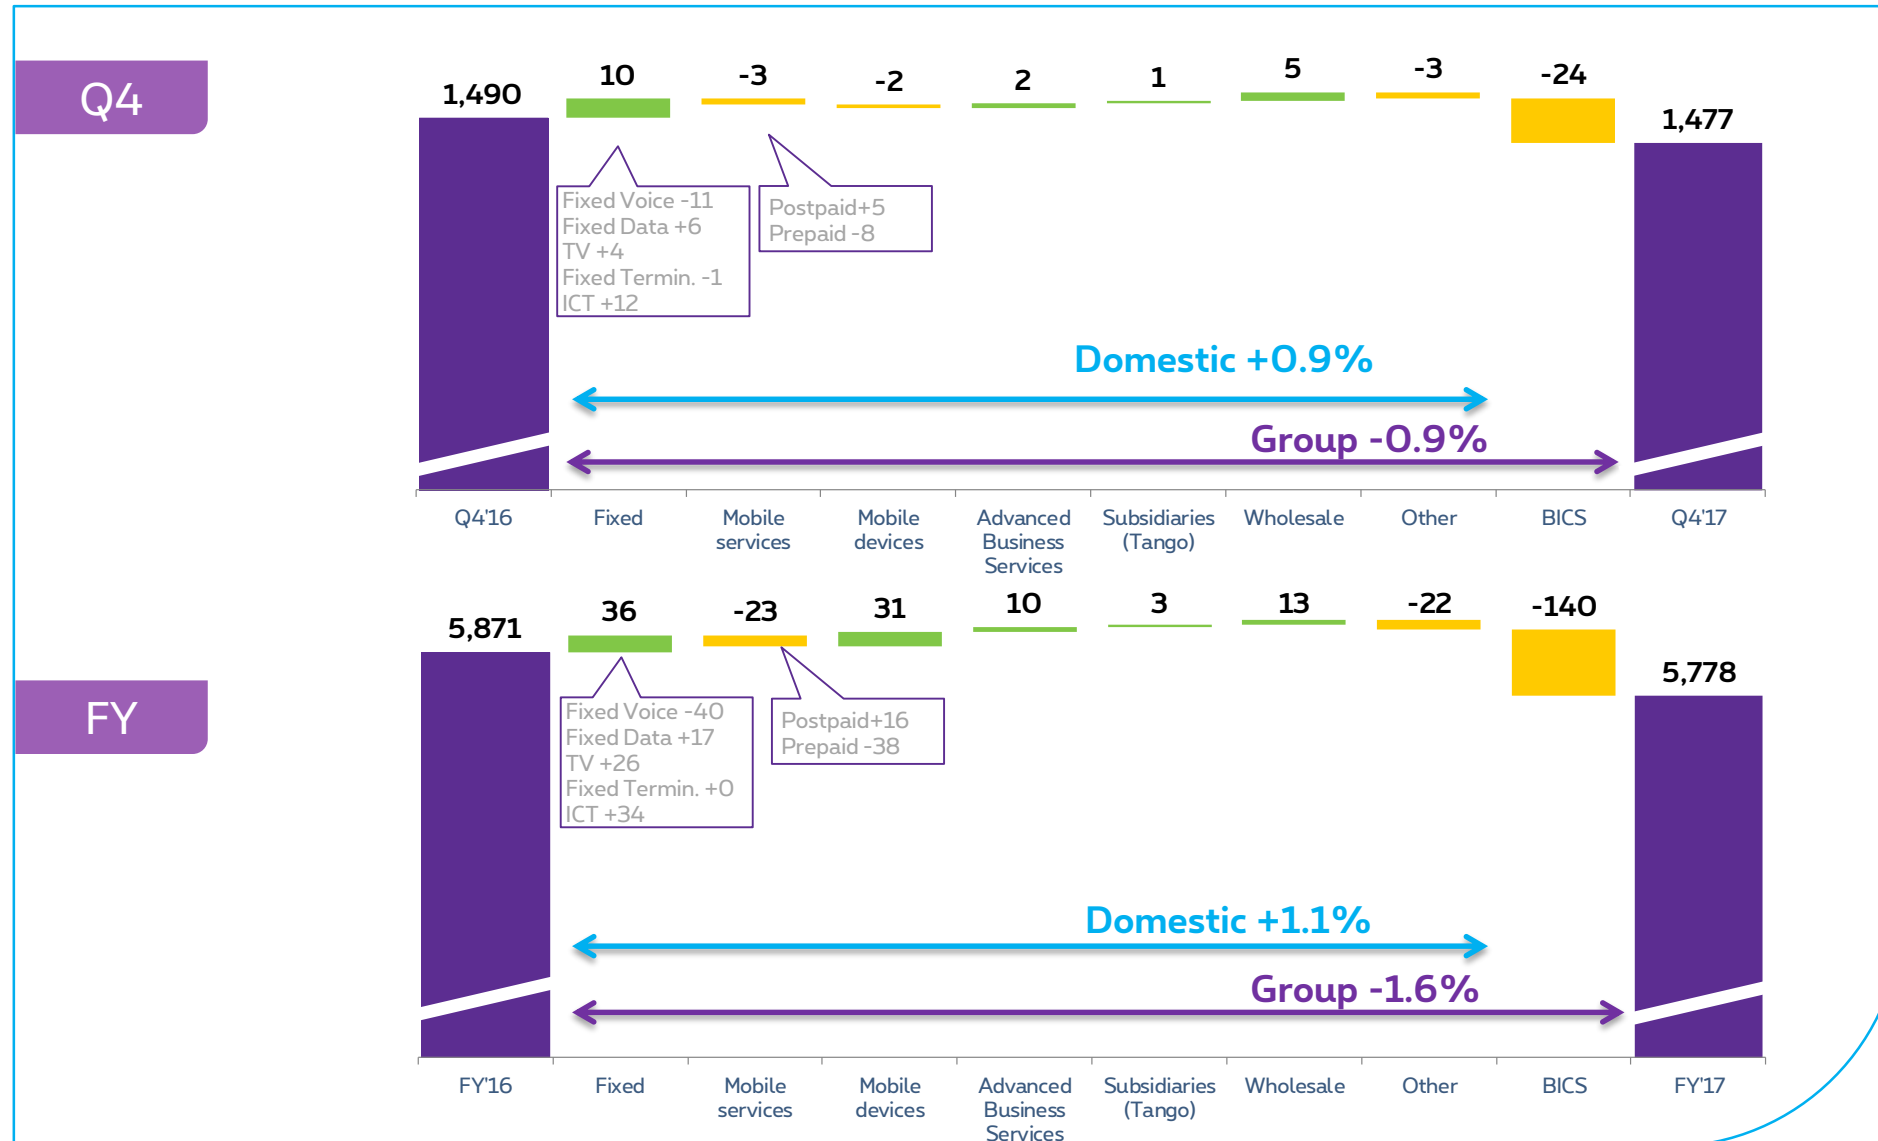 Q4
1,490
10
-3
-2
2
1
5
-3
-24
1,477
Fixed Voice -11
Fixed Data +6
TV +4
Fixed Termin. -1
ICT +12
Postpaid+5
Prepaid -8
Domestic +0.9%
Group -0.9%
Q4'16
Fixed
Mobile
services
Mobile
devices
Advanced
Business
Services
Subsidiaries
(Tango)
Wholesale
Other
BICS
Q4'17
FY
5,871
36
-23
31
10
3
13
-22
-140
5,778
Fixed Voice -40
Fixed Data +17
TV +26
Fixed Termin. +0
ICT +34
Postpaid+16
Prepaid -38
Domestic +1.1%
Group -1.6%
FY'16
Fixed
Mobile
services
Mobile
devices
Advanced
Business
Services
Subsidiaries
(Tango)
Wholesale
Other
BICS
FY'17